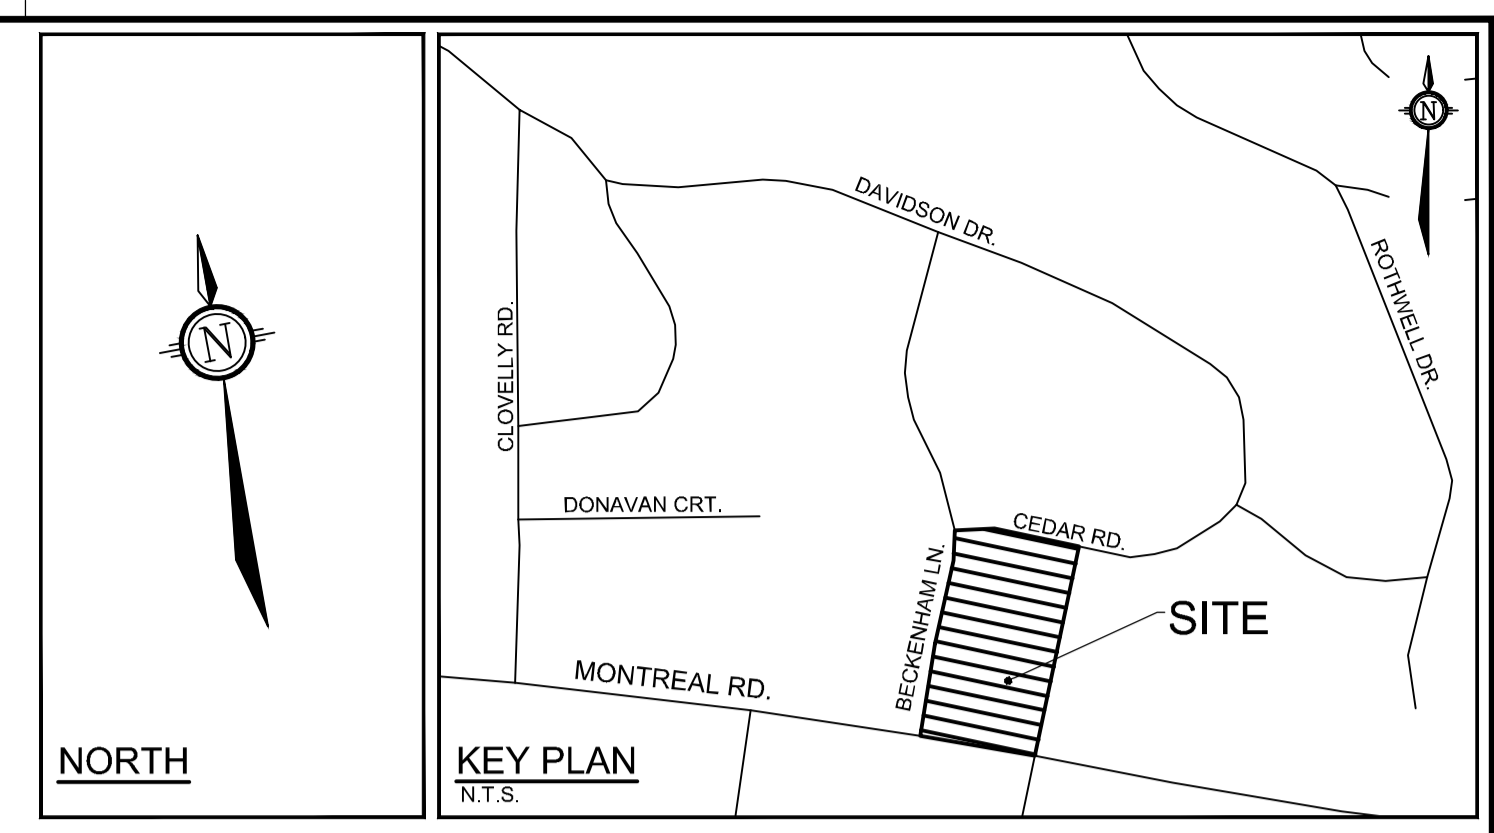 N
NORTH
N
DAVIDSON DR.
ROTHWELL DR.
CLOVELLY RD.
DONAVAN CRT.
CEDAR RD.
BECKENHAM LN.
SITE
MONTREAL RD.
KEY PLAN
N.T.S.